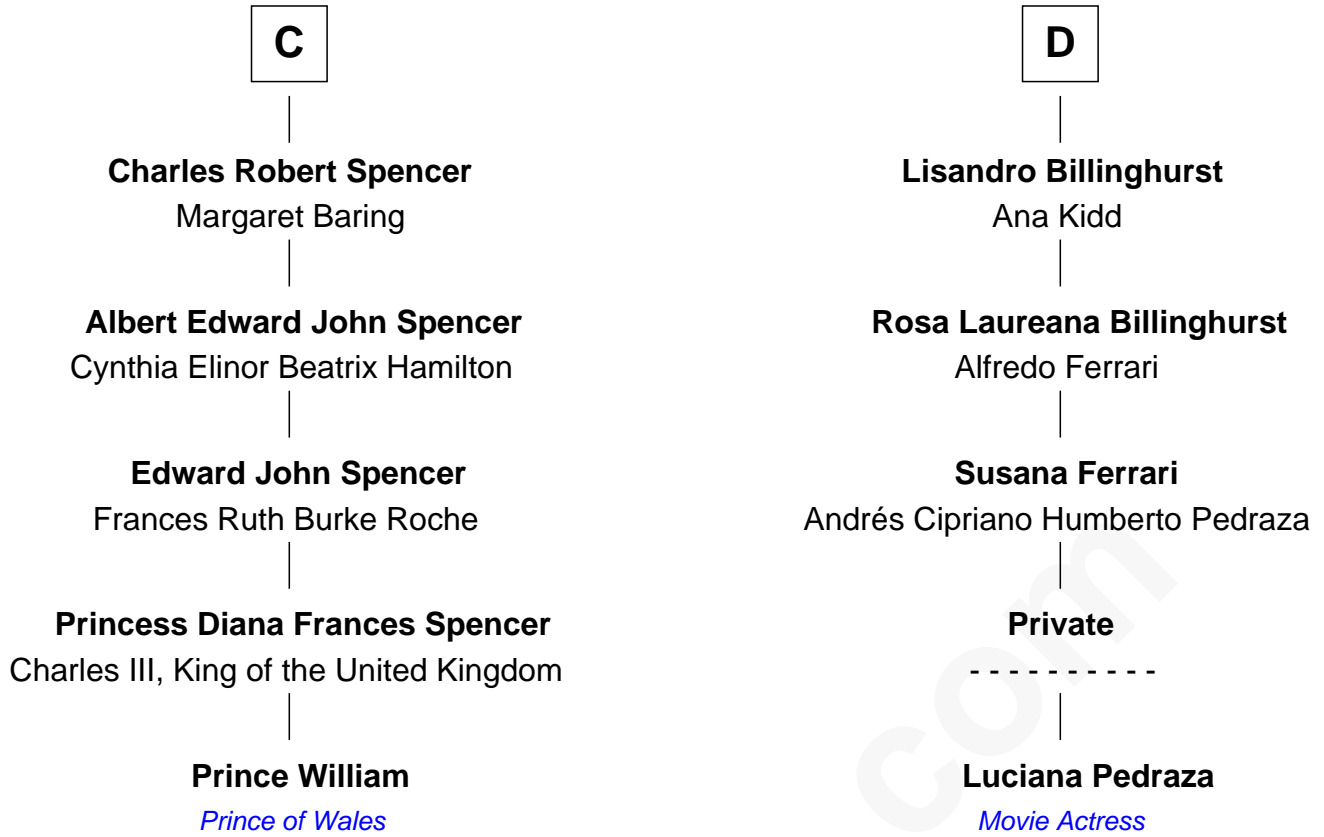 C
Charles Robert Spencer
Margaret Baring
Albert Edward John Spencer
Cynthia Elinor Beatrix Hamilton
Edward John Spencer
Frances Ruth Burke Roche
Princess Diana Frances Spencer
Charles III, King of the United Kingdom
Prince William
Prince of Wales
D
Lisandro Billinghurst
Ana Kidd
Rosa Laureana Billinghurst
Alfredo Ferrari
Susana Ferrari
Andrés Cipriano Humberto Pedraza
Private
- - - - - - - - - -
Luciana Pedraza
Movie Actress
com